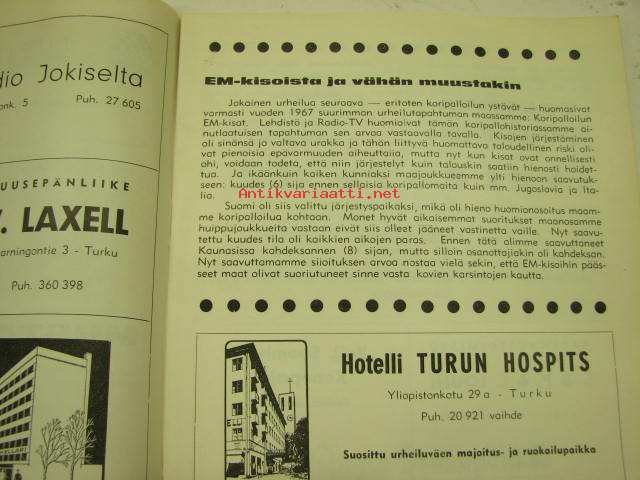 dio Jokiselta
onk. 5 Puh. 27 605
UUSEPÄNLIIKE
V. LAXELL
arningontie 3 - Turku
Puh. 360 398
EM-kisoista ja vähän muustakin
Jokainen urheilua seuraava — eritoten koripalloilun ystävät — huomasivat
varmasti vuoden 1967 suurimman urheilutapahtuman maassamme: Koripalloilun
EM-kisat. Lehdistö ja Radio-TV huomioivat tämän koripallohistoriassamme ai-
nutlaatuisen tapahtuman sen arvoa vastaavalla tavalla. Kisojen järjestäminen
oli sinänsä jo valtava urakka ja tähän liittyvä huomattava taloudellinen riski oli-
vat pienoisia epävarmuuden aiheuttajia, mutta nyt kun kisat ovat onnellisesti
ohi, voidaan todeta, että niin järjestelyt kuin talouskin saatiin hienosti hoidet-
tua. Ja ikäänkuin kaiken kunniaksi maajoukkueemme ylti hienoon saavutuk-
seen: kuudes (6) sija ennen sellaisia koripallomaita kuin mm. Jugoslavia ja Ita-
lia.
Antikvariaatti.net
Suomi oli siis valittu järjestyspaikaksi, mikä oli hieno huomionosoitus maam-
me koripalloilua kohtaan. Monet hyvät aikaisemmat suoritukset maanosamme
huippujoukkueita vastaan eivät siis olleet jääneet vastinetta vaille. Nyt saavu-
tettu kuudes tila oli kaikkien aikojen paras. Ennen tätä olimme saavuttaneet
Kaunasissa kahdeksannen (8) sijan, mutta silloin osanottajiakin oli kahdeksan.
Nyt saavuttamamme sijoituksen arvoa nostaa vielä sekin, että EM-kisoihin pääs-
seet maat olivat suoriutuneet sinne vasta kovien karsintojen kautta.
Hotelli TURUN HOSPITS
Yliopistonkatu 29 a - Turku
Puh. 20 921 vaihde
Suosittu urheiluväen majoitus- ja ruokailupaikka